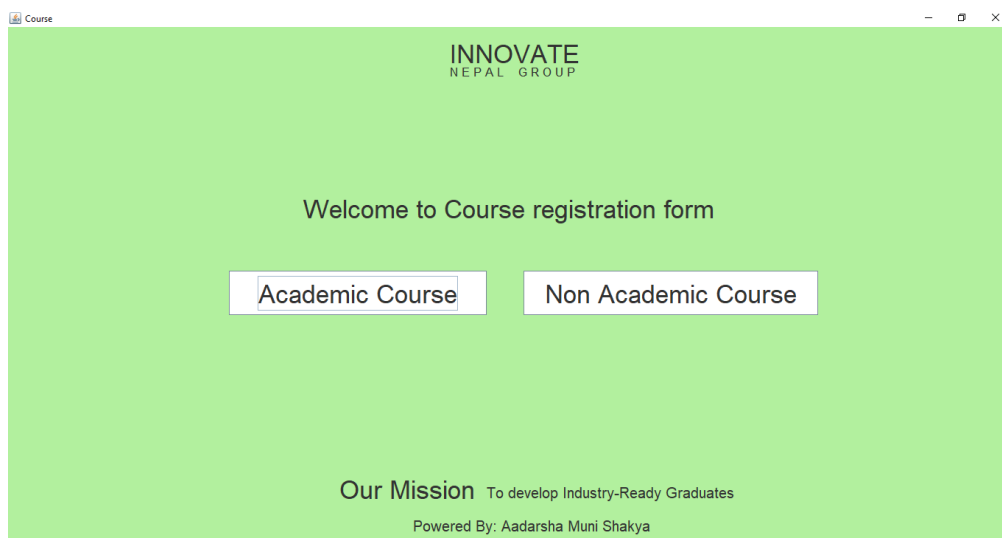 Course
INNOVATE
NEPAL GROUP
Welcome to Course registration form
Academic Course Non Academic Course
Our Mission To develop Industry-Ready Graduates
Powered By: Aadarsha Muni Shakya